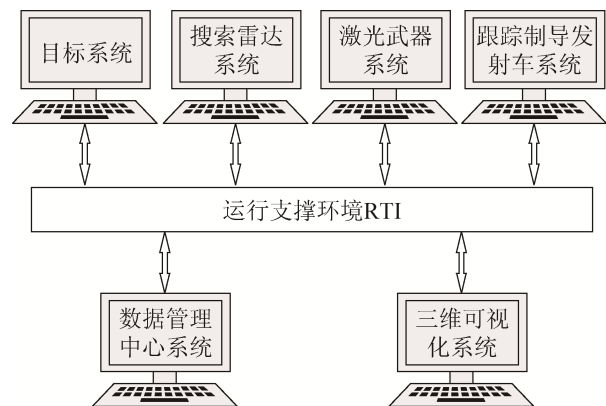 目标系统
搜索雷达
系统
激光武器
系统
跟踪制导发
射车系统
运行支撑环境RTI
数据管理
中心系统
三维可视
化系统